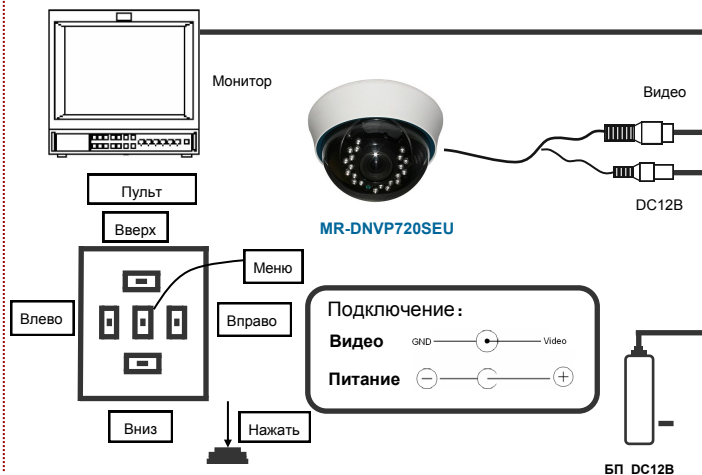 Монитор
Видео
DC12В
MR-DNVP720SEU
Пульт
Вверх
Меню
Влево
Вправо
Вниз
Нажать
Подключение:
Видео GND Video
Питание − +
БП DC12В